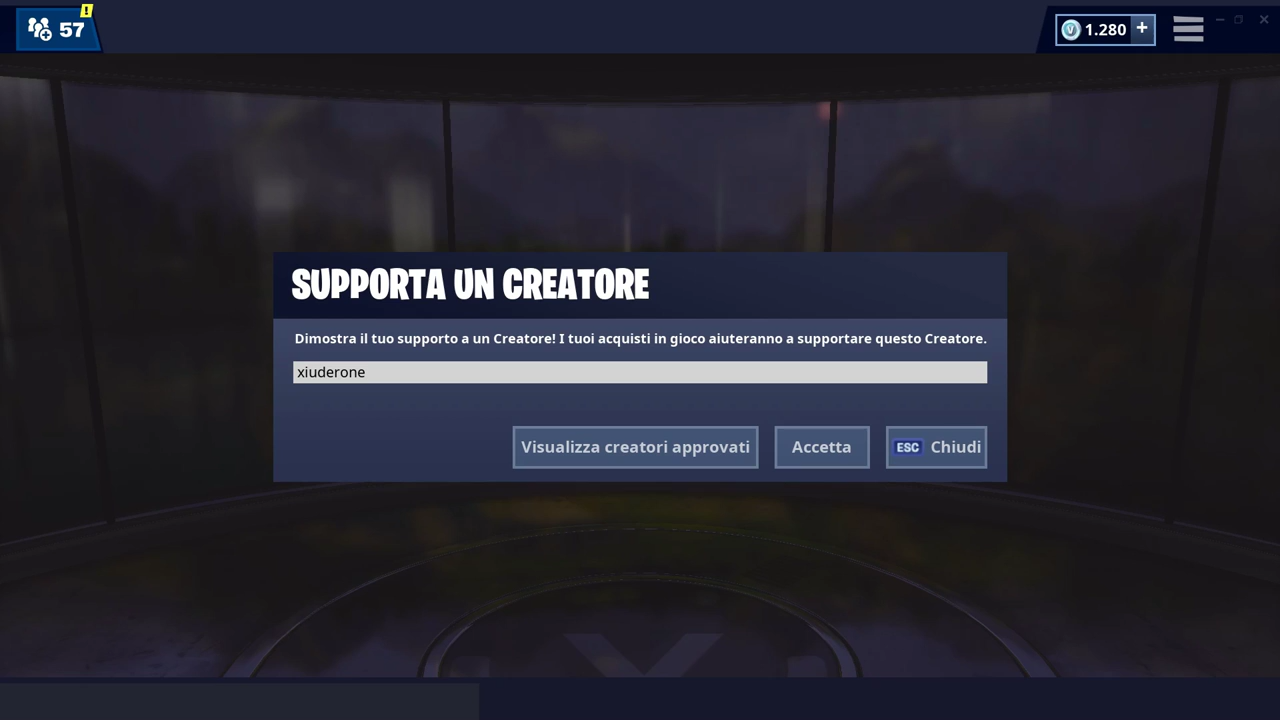 57
!
1.280 +
SUPPORTA UN CREATORE
Dimostra il tuo supporto a un Creatore! I tuoi acquisti in gioco aiuteranno a supportare questo Creatore.
xiuderone
Visualizza creatori approvati
Accetta
ESC Chiudi